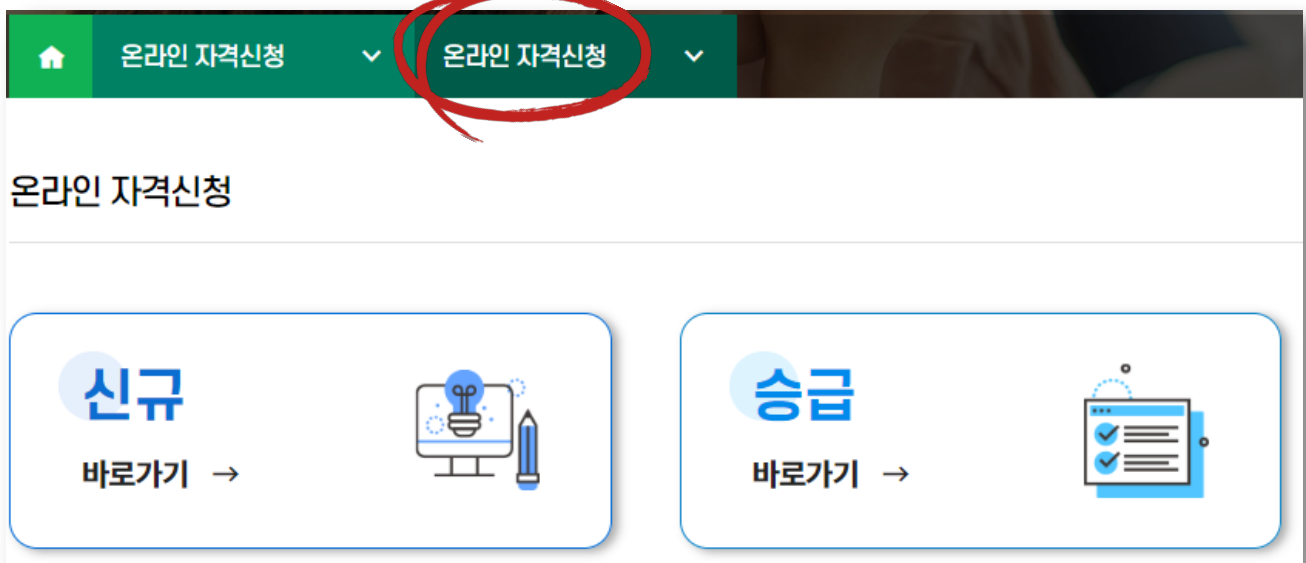 온라인 자격신청 온라인 자격신청
온라인 자격신청
신규 승급
바로가기 → 바로가기 →